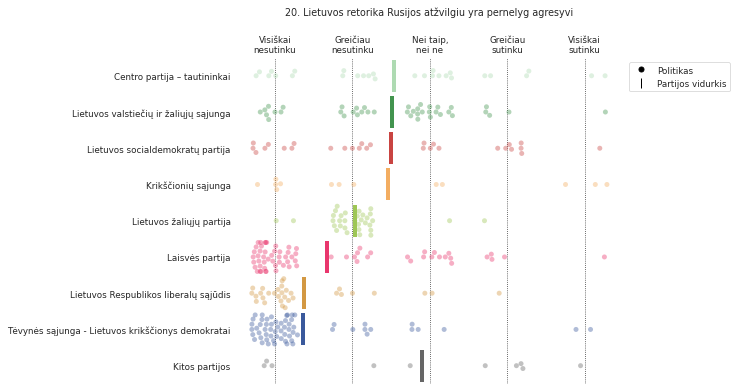 20. Lietuvos retorika Rusijos atžvilgiu yra pernelyg agresyvi
Visiškai nesutinku
Greičiau nesutinku
Nei taip, nei ne
Greičiau sutinku
Visiškai sutinku
Politikas
Partijos vidurkis
Centro partija – tautininkai
Lietuvos valstiečių ir žaliųjų sąjunga
Lietuvos socialdemokratų partija
Krikščionių sąjunga
Lietuvos žaliųjų partija
Laisvės partija
Lietuvos Respublikos liberalų sąjūdis
Tėvynės sąjunga - Lietuvos krikščionys demokratai
Kitos partijos